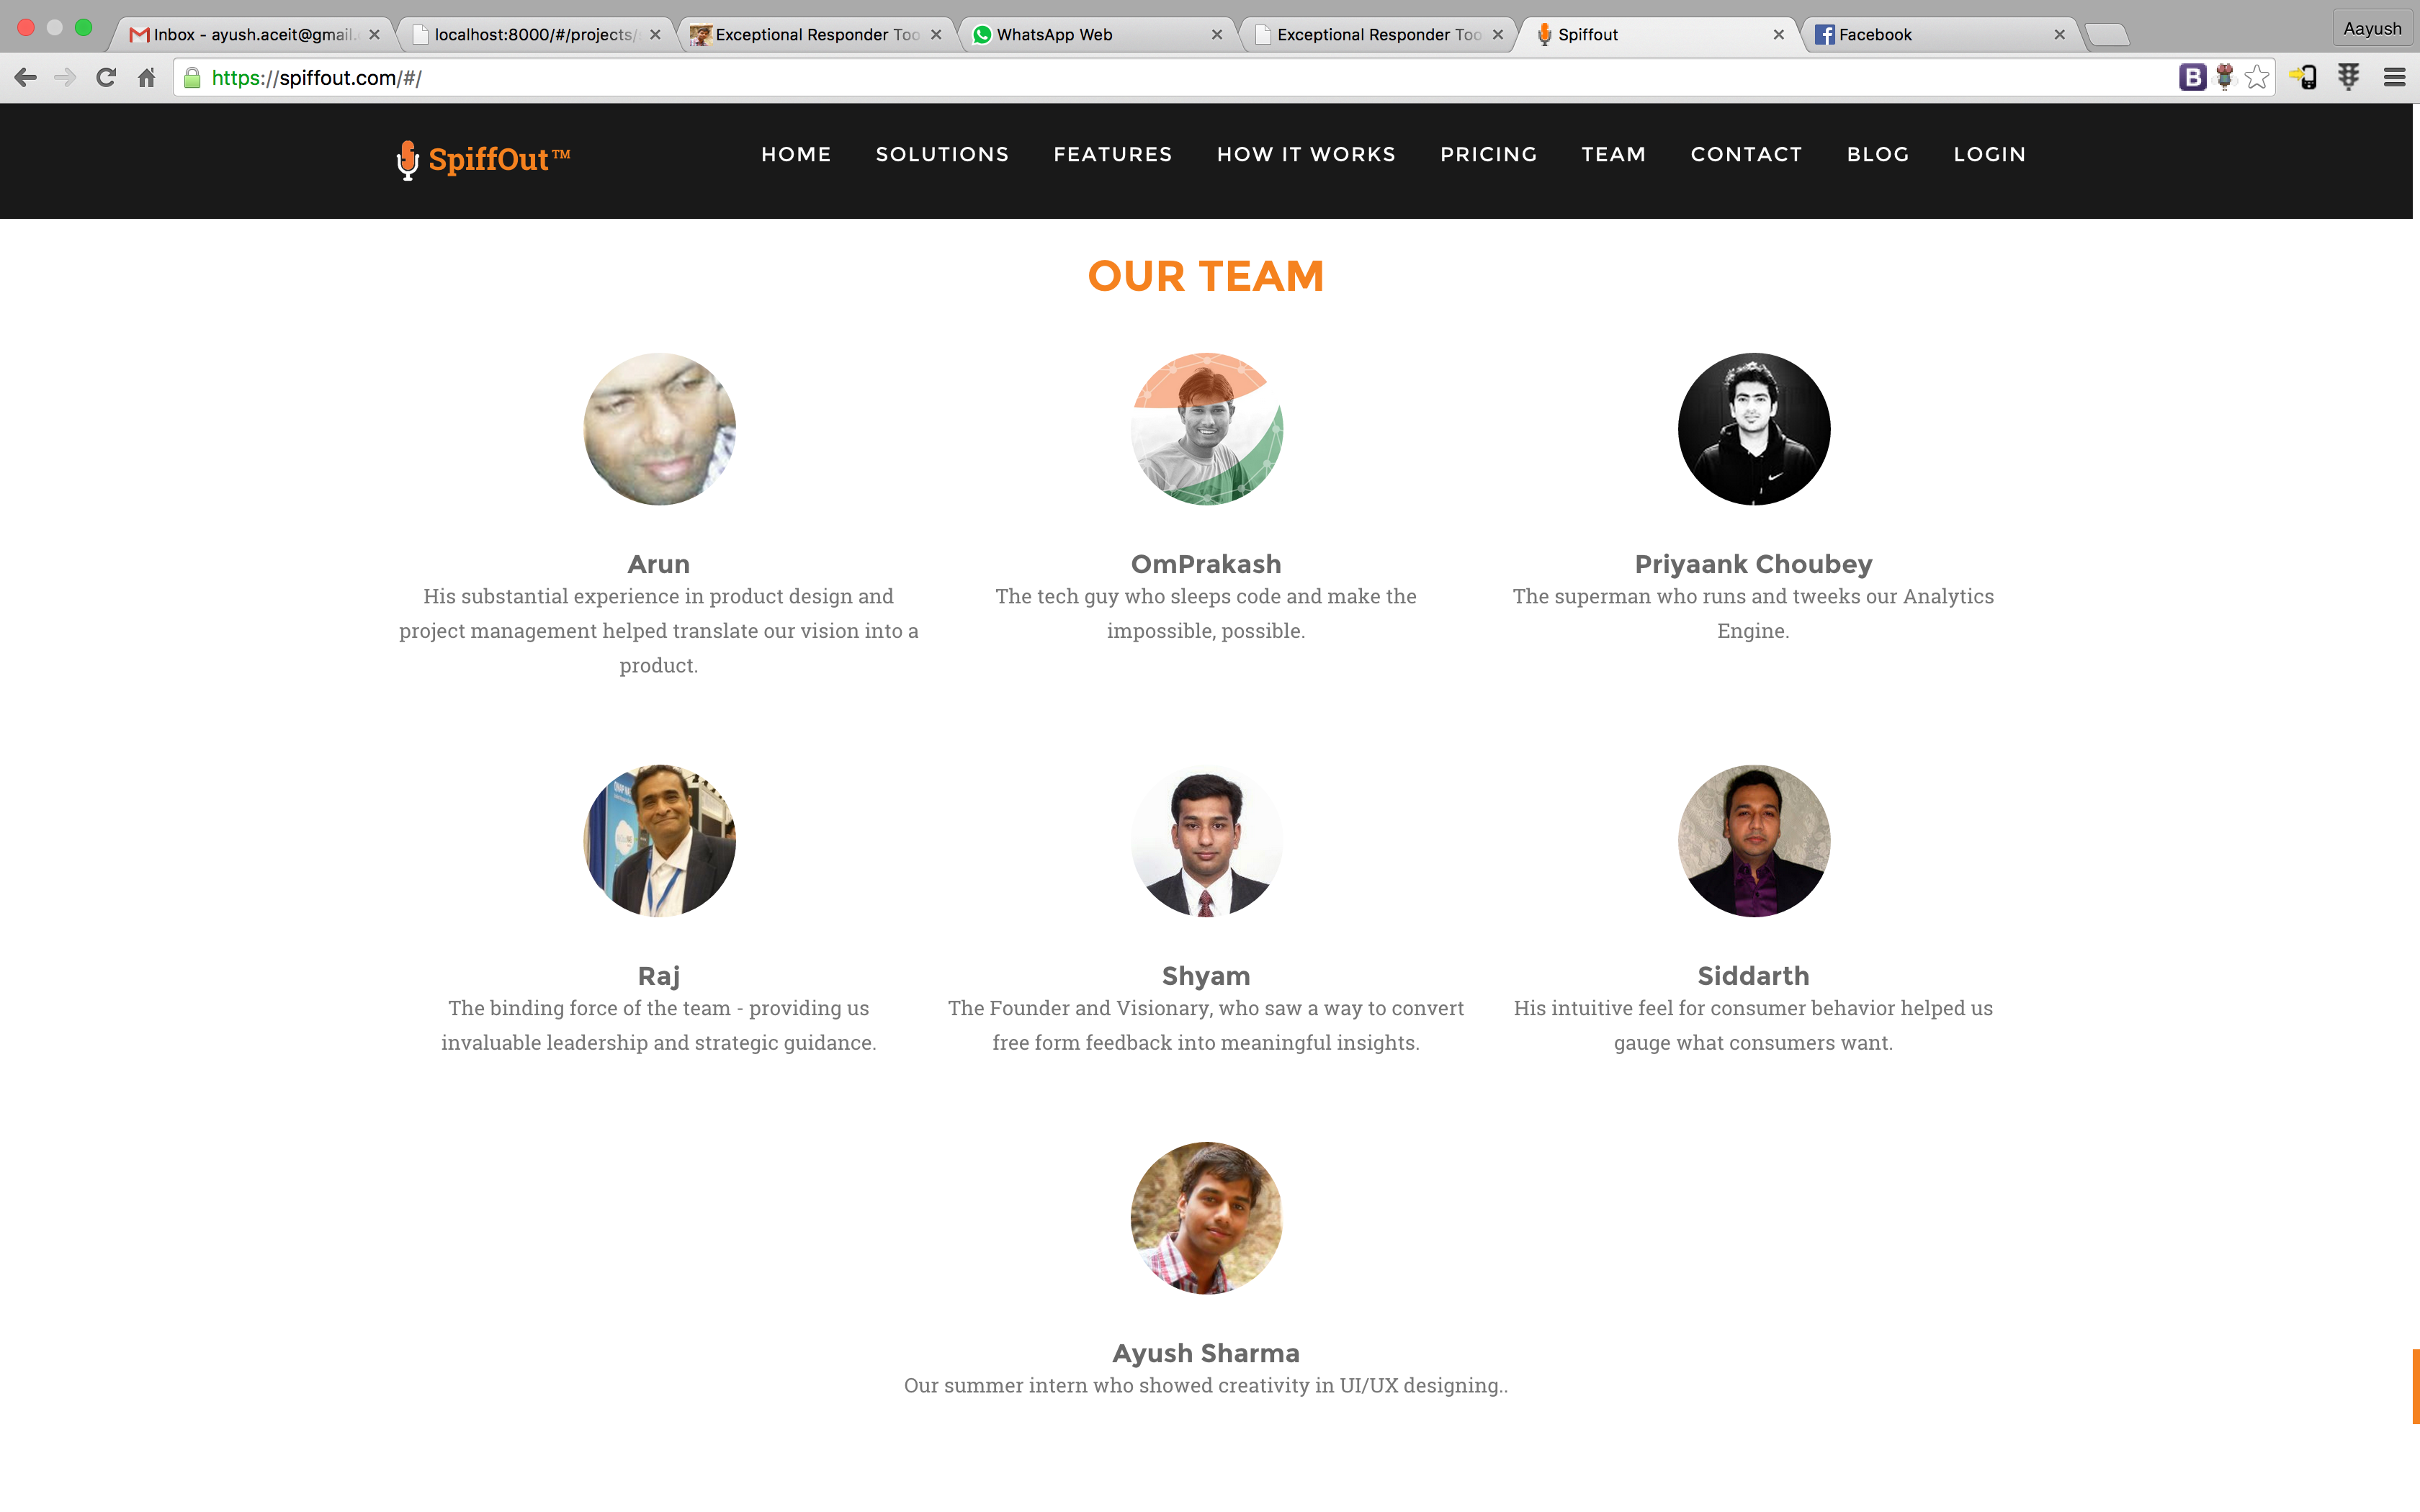 Inbox - ayush.aceit@gmail.
localhost:8000/#/projects/
Exceptional Responder Too
WhatsApp Web
Exceptional Responder Too
Spiffout
Facebook
Aayush
https://spiffout.com/#/
B
SpiffOut™
HOME
SOLUTIONS
FEATURES
HOW IT WORKS
PRICING
TEAM
CONTACT
BLOG
LOGIN
OUR TEAM
Arun
His substantial experience in product design and
project management helped translate our vision into a
product.
OmPrakash
The tech guy who sleeps code and make the
impossible, possible.
Priyaank Choubey
The superman who runs and tweeks our Analytics
Engine.
Raj
The binding force of the team - providing us
invaluable leadership and strategic guidance.
Shyam
The Founder and Visionary, who saw a way to convert
free form feedback into meaningful insights.
Siddarth
His intuitive feel for consumer behavior helped us
gauge what consumers want.
Ayush Sharma
Our summer intern who showed creativity in UI/UX designing..